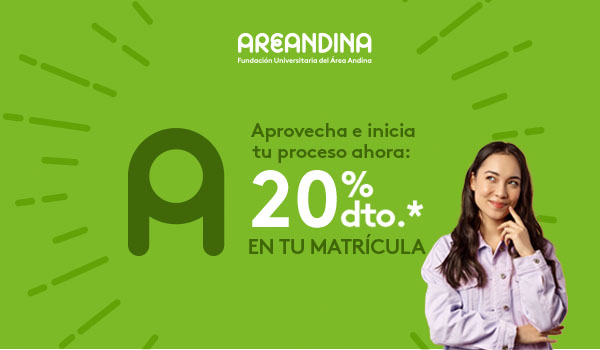 AREANDINA
Fundación Universitaria del Área Andina
Aprovecha e inicia
tu proceso ahora:
20% dto.*
EN TU MATRÍCULA